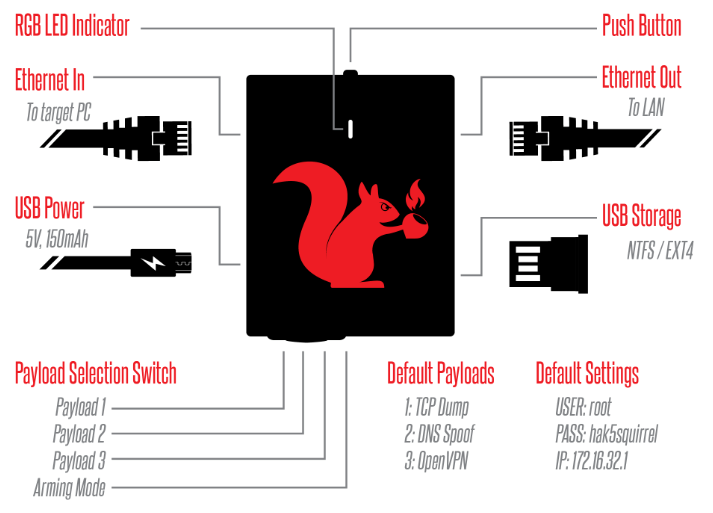 RGB LED Indicator
Push Button
Ethernet In
To target PC
Ethernet Out
To LAN
USB Power
5V, 150mAh
USB Storage
NTFS / EXT4
Payload Selection Switch
Payload 1
Payload 2
Payload 3
Arming Mode
Default Payloads
1: TCP Dump
2: DNS Spoof
3: OpenVPN
Default Settings
USER: root
PASS: hak5squirrel
IP: 172.16.32.1